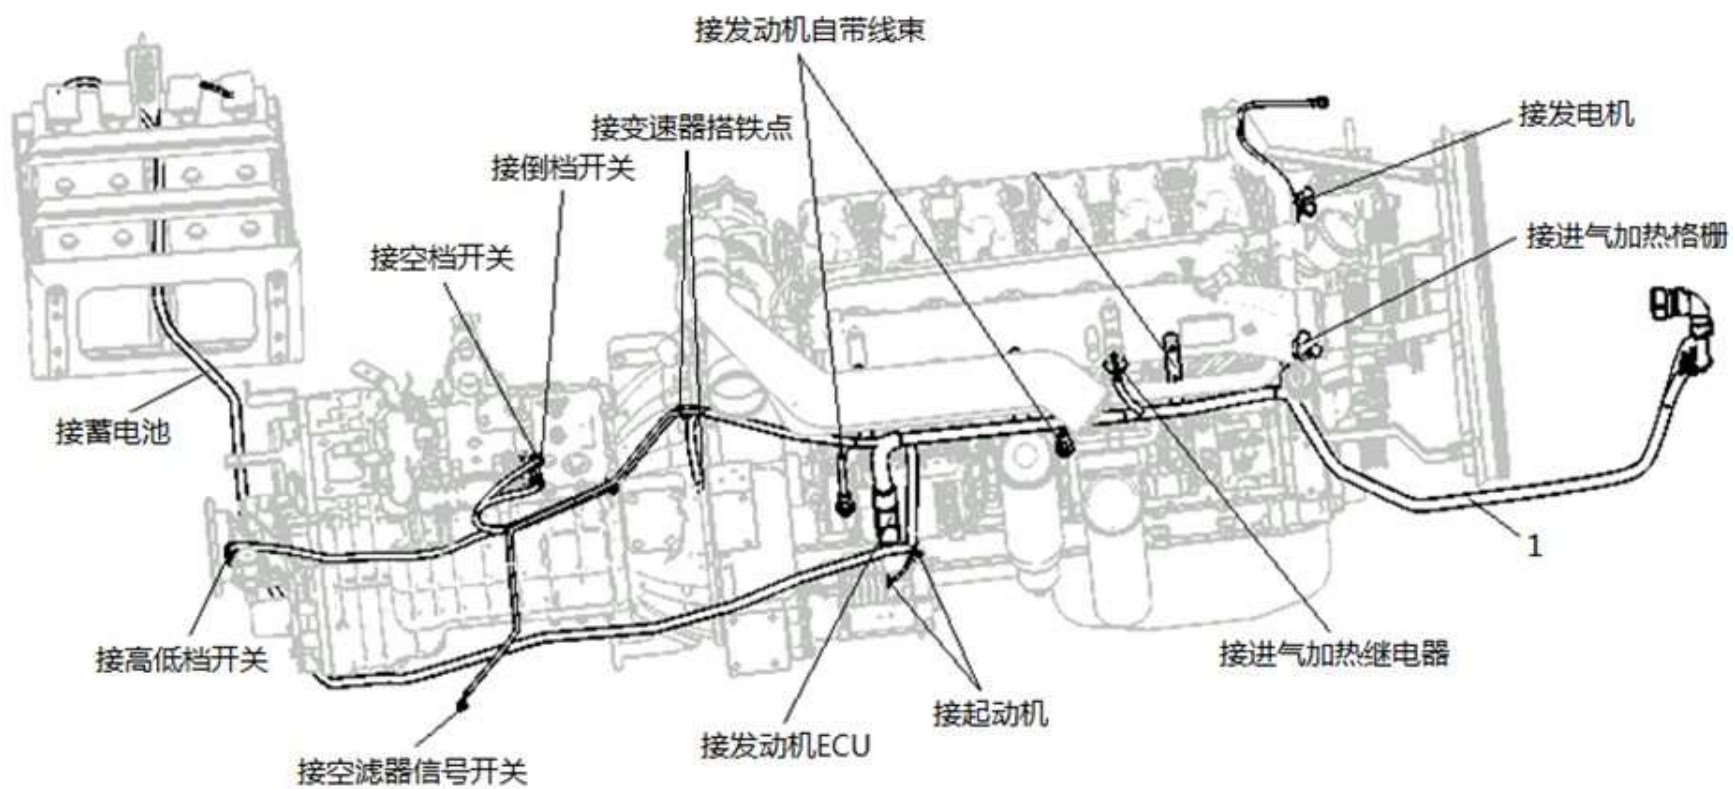 接发动机自带线束
接发电机
接变速器搭铁点
接倒档开关
接进气加热格栅
接空档开关
接蓄电池
1
接高低档开关
接进气加热继电器
接起动机
接发动机ECU
接空滤器信号开关